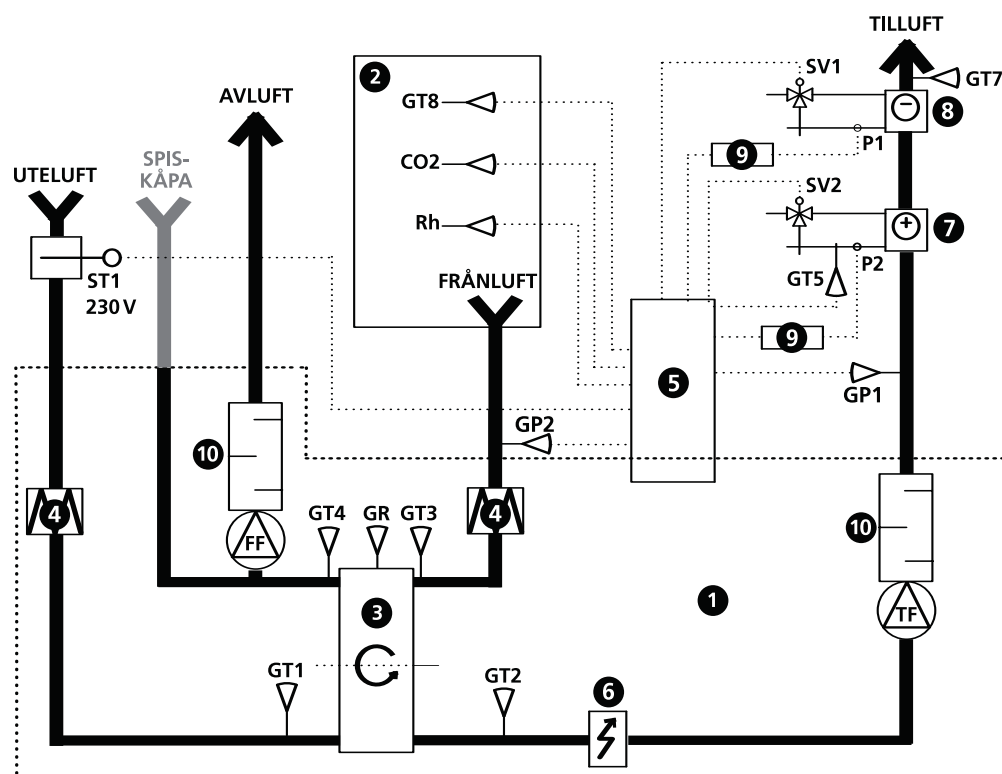 TILLUFT
SV1
GT7
2
AVLUFT
GT8
8
P1
SPIS-
KÅPA
CO2
9
UTELUFT
SV2
Rh
7
ST1
230 V
FRÅNLUFT
P2
GT5
9
5
GP1
GP2
10
4
4
GT4
GR
GT3
FF
10
3
1
TF
GT1
GT2
6